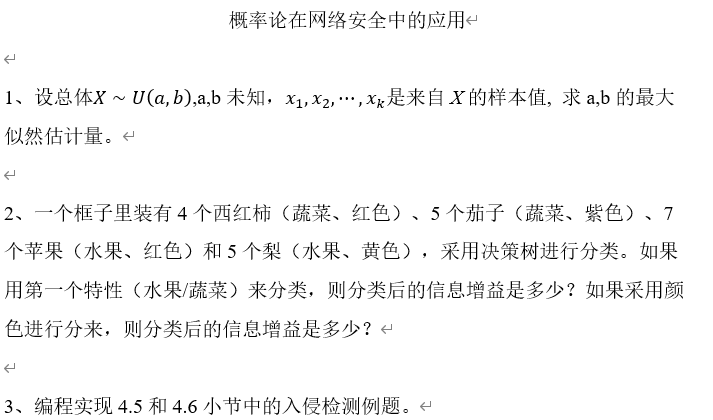 概率论在网络安全中的应用
1、设总体X ~ U(a, b),a,b 未知，x₁, x₂, ⋯, xₖ是来自 X 的样本值, 求 a,b 的最大
似然估计量。
2、一个框子里装有 4 个西红柿（蔬菜、红色）、5 个茄子（蔬菜、紫色）、7
个苹果（水果、红色）和 5 个梨（水果、黄色），采用决策树进行分类。如果
用第一个特性（水果/蔬菜）来分类，则分类后的信息增益是多少？如果采用颜
色进行分来，则分类后的信息增益是多少？
3、编程实现 4.5 和 4.6 小节中的入侵检测例题。